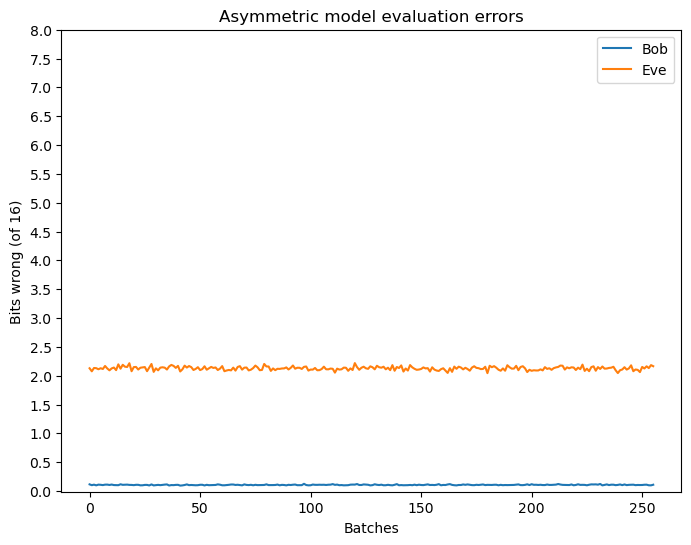 Asymmetric model evaluation errors
8.0
7.5
7.0
6.5
6.0
5.5
5.0
4.5
4.0
3.5
3.0
2.5
2.0
1.5
1.0
0.5
0.0
Bits wrong (of 16)
Bob
Eve
0 50 100 150 200 250
Batches